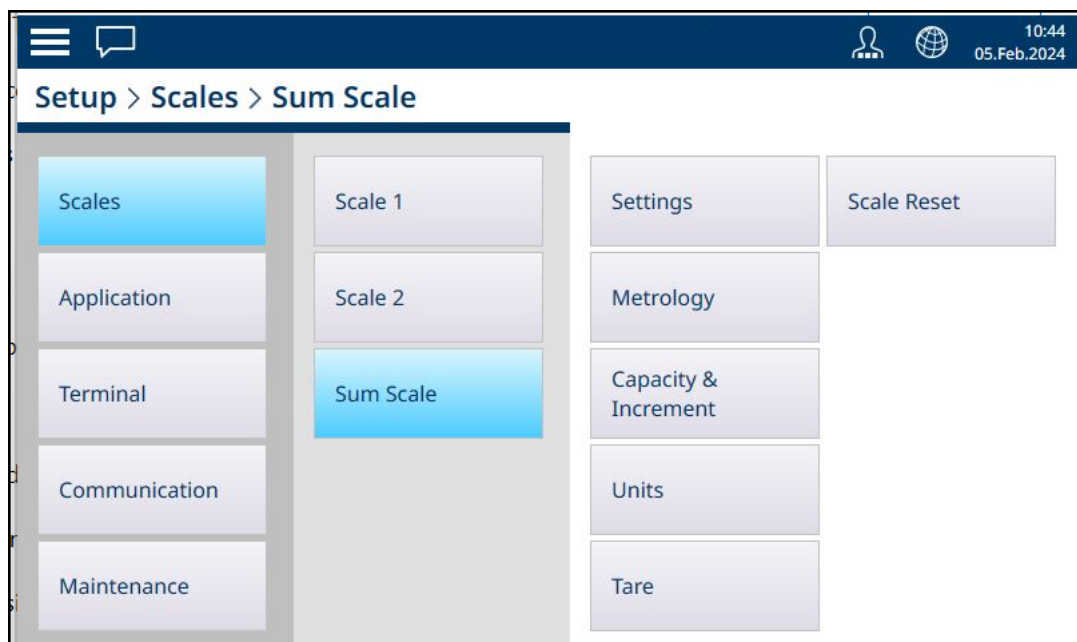 10:44
05.Feb.2024
Setup > Scales > Sum Scale
Scales
Application
Terminal
Communication
Maintenance
Scale 1
Scale 2
Sum Scale
Settings
Metrology
Capacity &
Increment
Units
Tare
Scale Reset